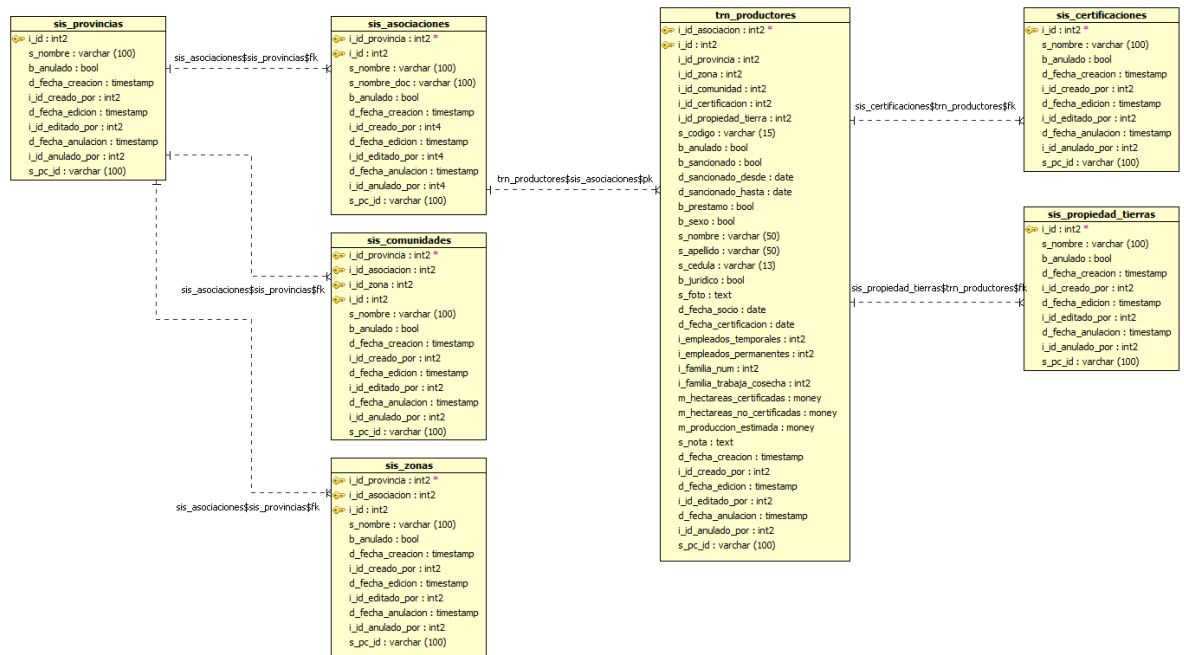 sis_provincias
i_id : int2
s_nombre : varchar (100)
b_anulado : bool
d_fecha_creacion : timestamp
i_id_creado_por : int2
d_fecha_edicion : timestamp
i_id_editado_por : int2
d_fecha_anulacion : timestamp
i_id_anulado_por : int2
s_pc_id : varchar (100)
sis_asociaciones$sis_provincias$fk
sis_asociaciones
i_id_provincia : int2 *
i_id : int2
s_nombre : varchar (100)
s_nombre_doc : varchar (100)
b_anulado : bool
d_fecha_creacion : timestamp
i_id_creado_por : int4
d_fecha_edicion : timestamp
i_id_editado_por : int4
d_fecha_anulacion : timestamp
i_id_anulado_por : int4
s_pc_id : varchar (100)
sis_asociaciones$sis_provincias$fk
sis_comunidades
i_id_provincia : int2 *
i_id_asociacion : int2
i_id_zona : int2
i_id : int2
s_nombre : varchar (100)
b_anulado : bool
d_fecha_creacion : timestamp
i_id_creado_por : int2
d_fecha_edicion : timestamp
i_id_editado_por : int2
d_fecha_anulacion : timestamp
i_id_anulado_por : int2
s_pc_id : varchar (100)
sis_asociaciones$sis_provincias$fk
sis_zonas
i_id_provincia : int2 *
i_id_asociacion : int2
i_id : int2
s_nombre : varchar (100)
b_anulado : bool
d_fecha_creacion : timestamp
i_id_creado_por : int2
d_fecha_edicion : timestamp
i_id_editado_por : int2
d_fecha_anulacion : timestamp
i_id_anulado_por : int2
s_pc_id : varchar (100)
trn_productores$sis_asociaciones$pk
trn_productores
i_id_asociacion : int2 *
i_id : int2
i_id_provincia : int2
i_id_zona : int2
i_id_comunidad : int2
i_id_certificacion : int2
i_id_propiedad_tierra : int2
s_codigo : varchar (15)
b_anulado : bool
b_sancionado : bool
d_sancionado_desde : date
d_sancionado_hasta : date
b_prestamo : bool
b_sexo : bool
s_nombre : varchar (50)
s_apellido : varchar (50)
s_cedula : varchar (13)
b_juridico : bool
s_foto : text
d_fecha_socio : date
d_fecha_certificacion : date
i_empleados_temporales : int2
i_empleados_permanentes : int2
i_familia_num : int2
i_familia_trabaja_cosecha : int2
m_hectareas_certificadas : money
m_hectareas_no_certificadas : money
m_produccion_estimada : money
s_nota : text
d_fecha_creacion : timestamp
i_id_creado_por : int2
d_fecha_edicion : timestamp
i_id_editado_por : int2
d_fecha_anulacion : timestamp
i_id_anulado_por : int2
s_pc_id : varchar (100)
sis_certificaciones$trn_productores$fk
sis_certificaciones
i_id : int2 *
s_nombre : varchar (100)
b_anulado : bool
d_fecha_creacion : timestamp
i_id_creado_por : int2
d_fecha_edicion : timestamp
i_id_editado_por : int2
d_fecha_anulacion : timestamp
i_id_anulado_por : int2
s_pc_id : varchar (100)
sis_propiedad_tierras$trn_productores$fk
sis_propiedad_tierras
i_id : int2 *
s_nombre : varchar (100)
b_anulado : bool
d_fecha_creacion : timestamp
i_id_creado_por : int2
d_fecha_edicion : timestamp
i_id_editado_por : int2
d_fecha_anulacion : timestamp
i_id_anulado_por : int2
s_pc_id : varchar (100)